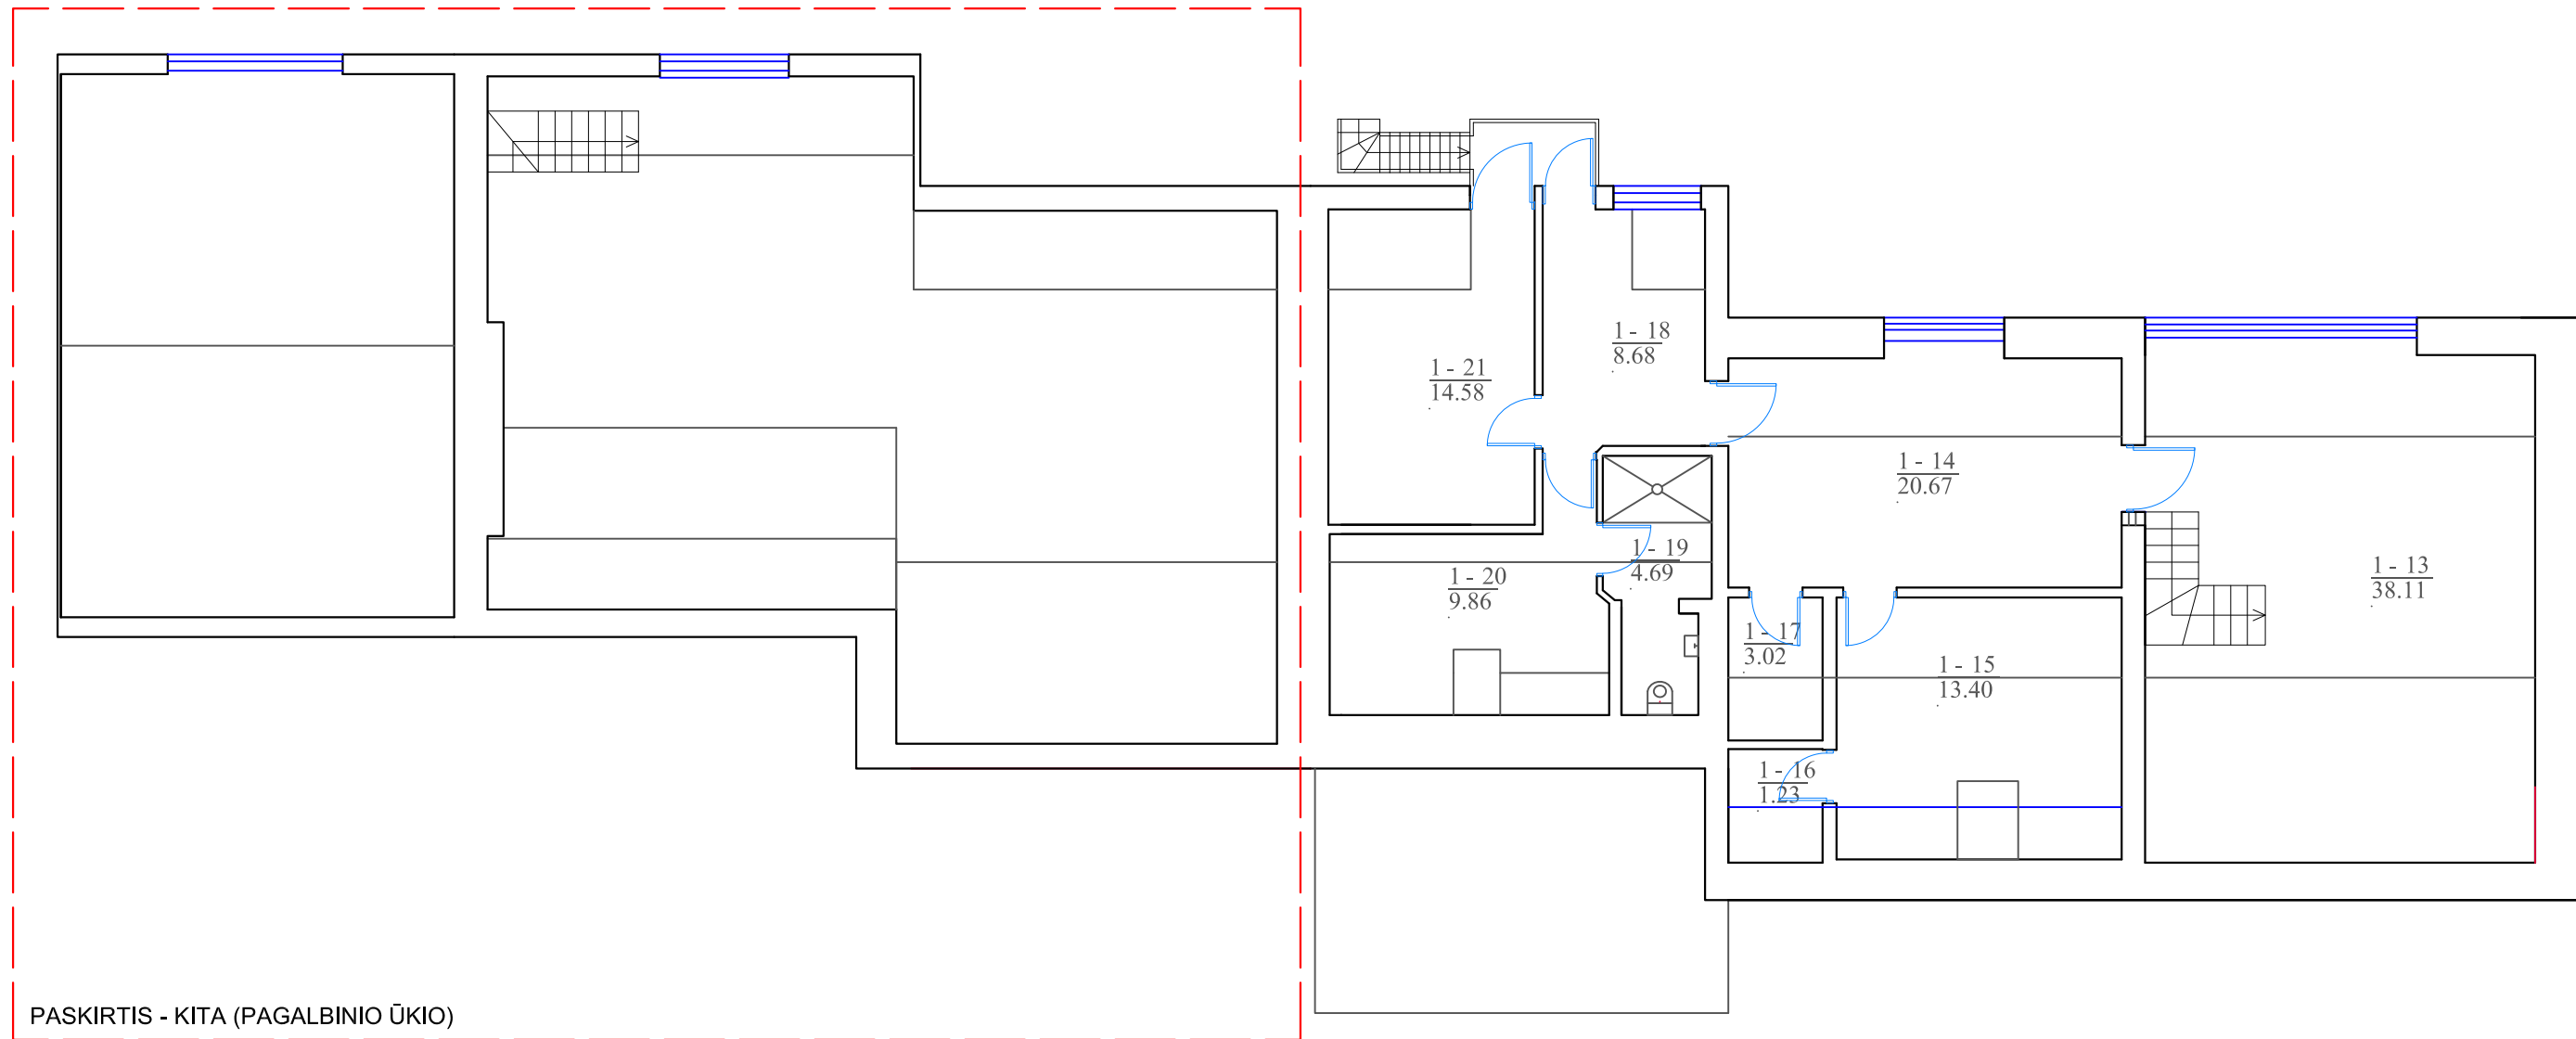 1 - 18
8.68
1 - 21
14.58
1 - 14
20.67
1 - 19
4.69
1 - 13
38.11
1 - 20
9.86
1 - 17
3.02
1 - 15
13.40
1 - 16
1.23
PASKIRTIS - KITA (PAGALBINIO ŪKIO)